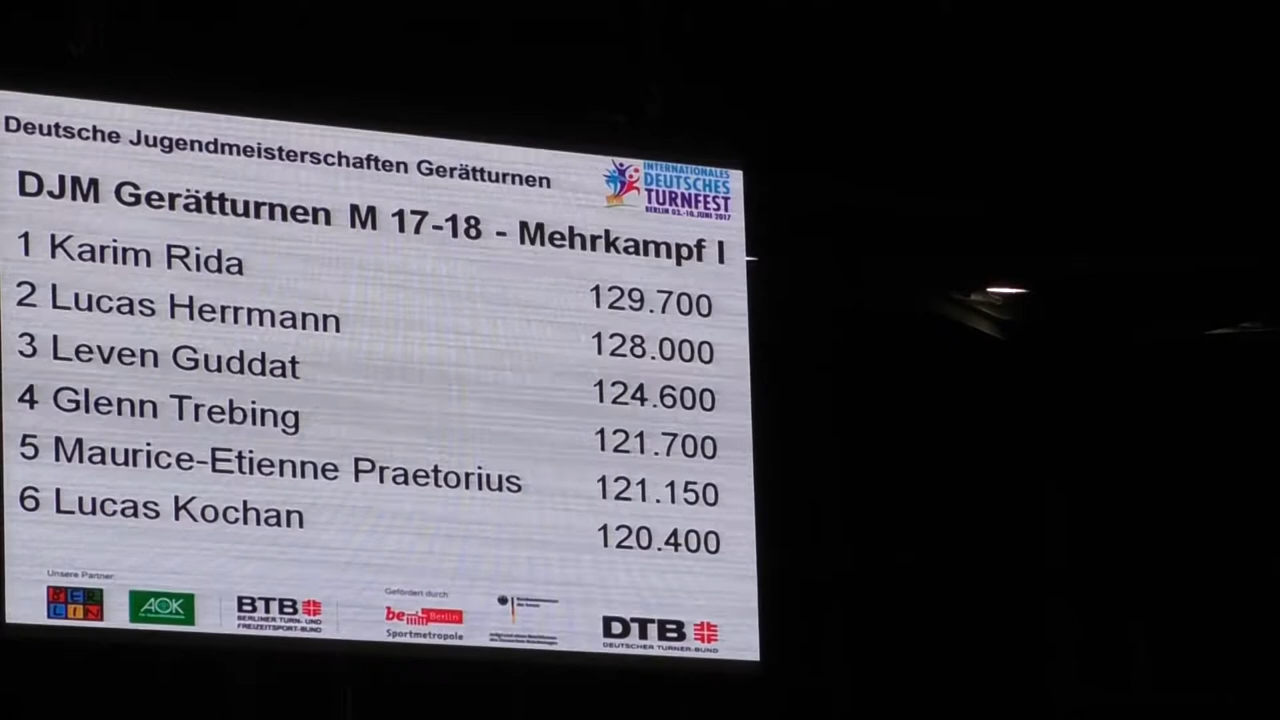 Deutsche Jugendmeisterschaften Gerätturnen
INTERNATIONALES
DEUTSCHES
TURNFEST
BERLIN 03.-10. JUNI 2017
DJM Gerätturnen M 17-18 - Mehrkampf I
1 Karim Rida 129.700
2 Lucas Herrmann 128.000
3 Leven Guddat 124.600
4 Glenn Trebing 121.700
5 Maurice-Etienne Praetorius 121.150
6 Lucas Kochan 120.400
Unsere Partner:
BERLIN
AOK
BTB
BERLINER TURN- UND
FREIZEITSPORT-BUND
Gefördert durch:
be Berlin
Sportmetropole
DTB
DEUTSCHER TURNER-BUND